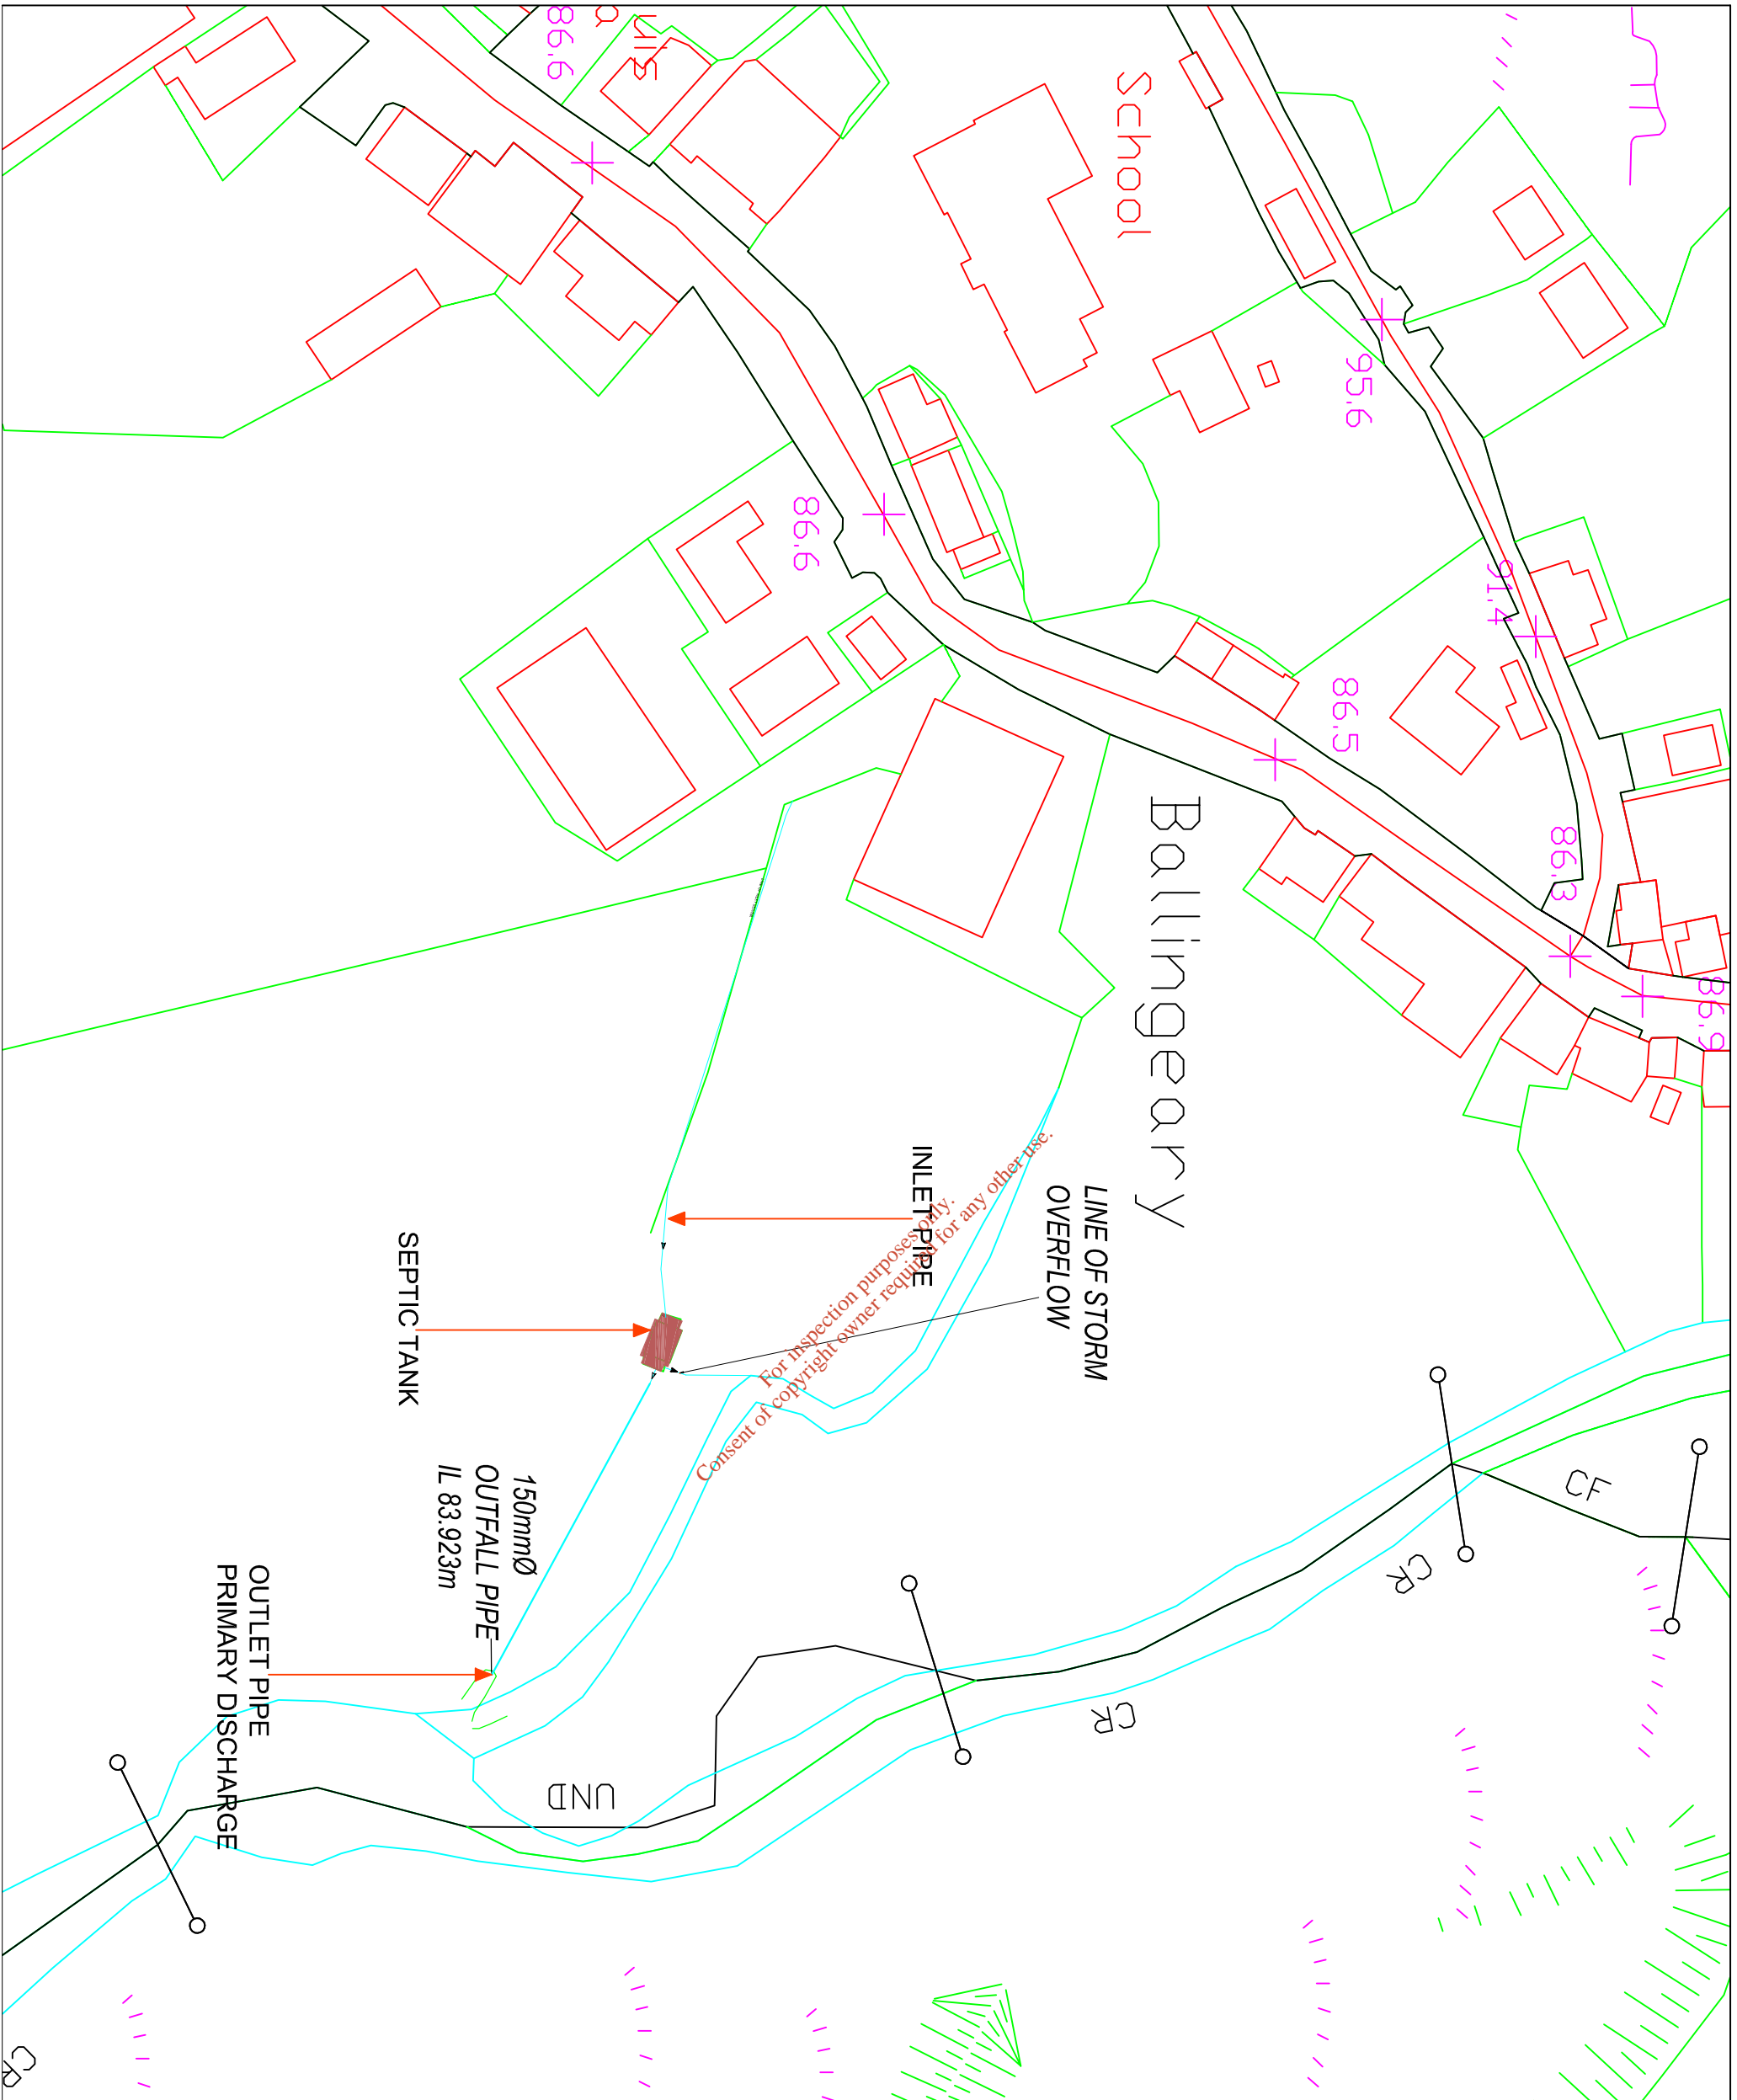 School
86.6
95.6
86.6
91.4
86.5
86.3
86.9
Ballingeary
INLET PIPE
LINE OF STORM
OVERFLOW
SEPTIC TANK
For inspection purposes only.
Consent of copyright owner required for any other use.
150mmØ
OUTFALL PIPE
IL 83.923m
OUTLET PIPE
PRIMARY DISCHARGE
CF
CR
CR
UND
CR